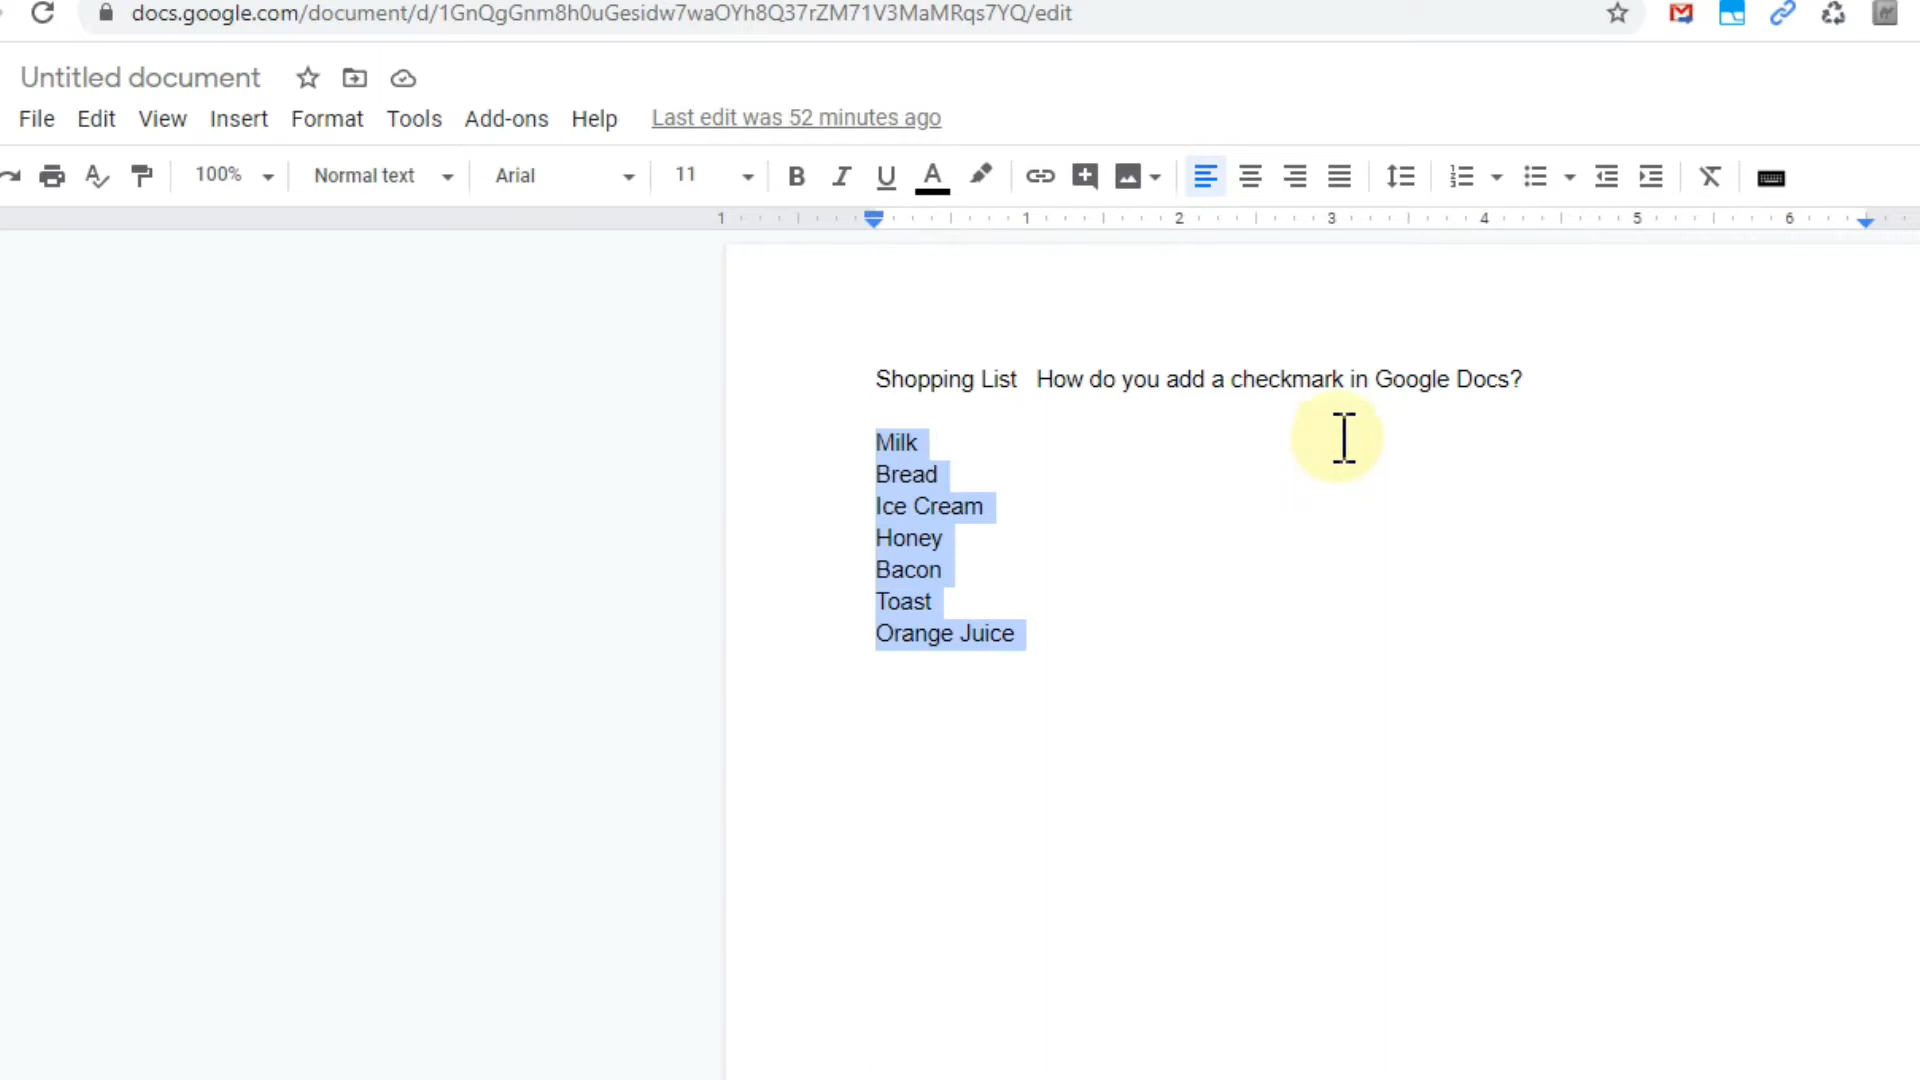 docs.google.com/document/d/1GnQgGnm8h0uGesidw7waOYh8Q37rZM71V3MaMRqs7YQ/edit
Untitled document
File Edit View Insert Format Tools Add-ons Help Last edit was 52 minutes ago
100% Normal text Arial 11 B I U A
1 1 2 3 4 5 6
Shopping List How do you add a checkmark in Google Docs?
Milk
Bread
Ice Cream
Honey
Bacon
Toast
Orange Juice